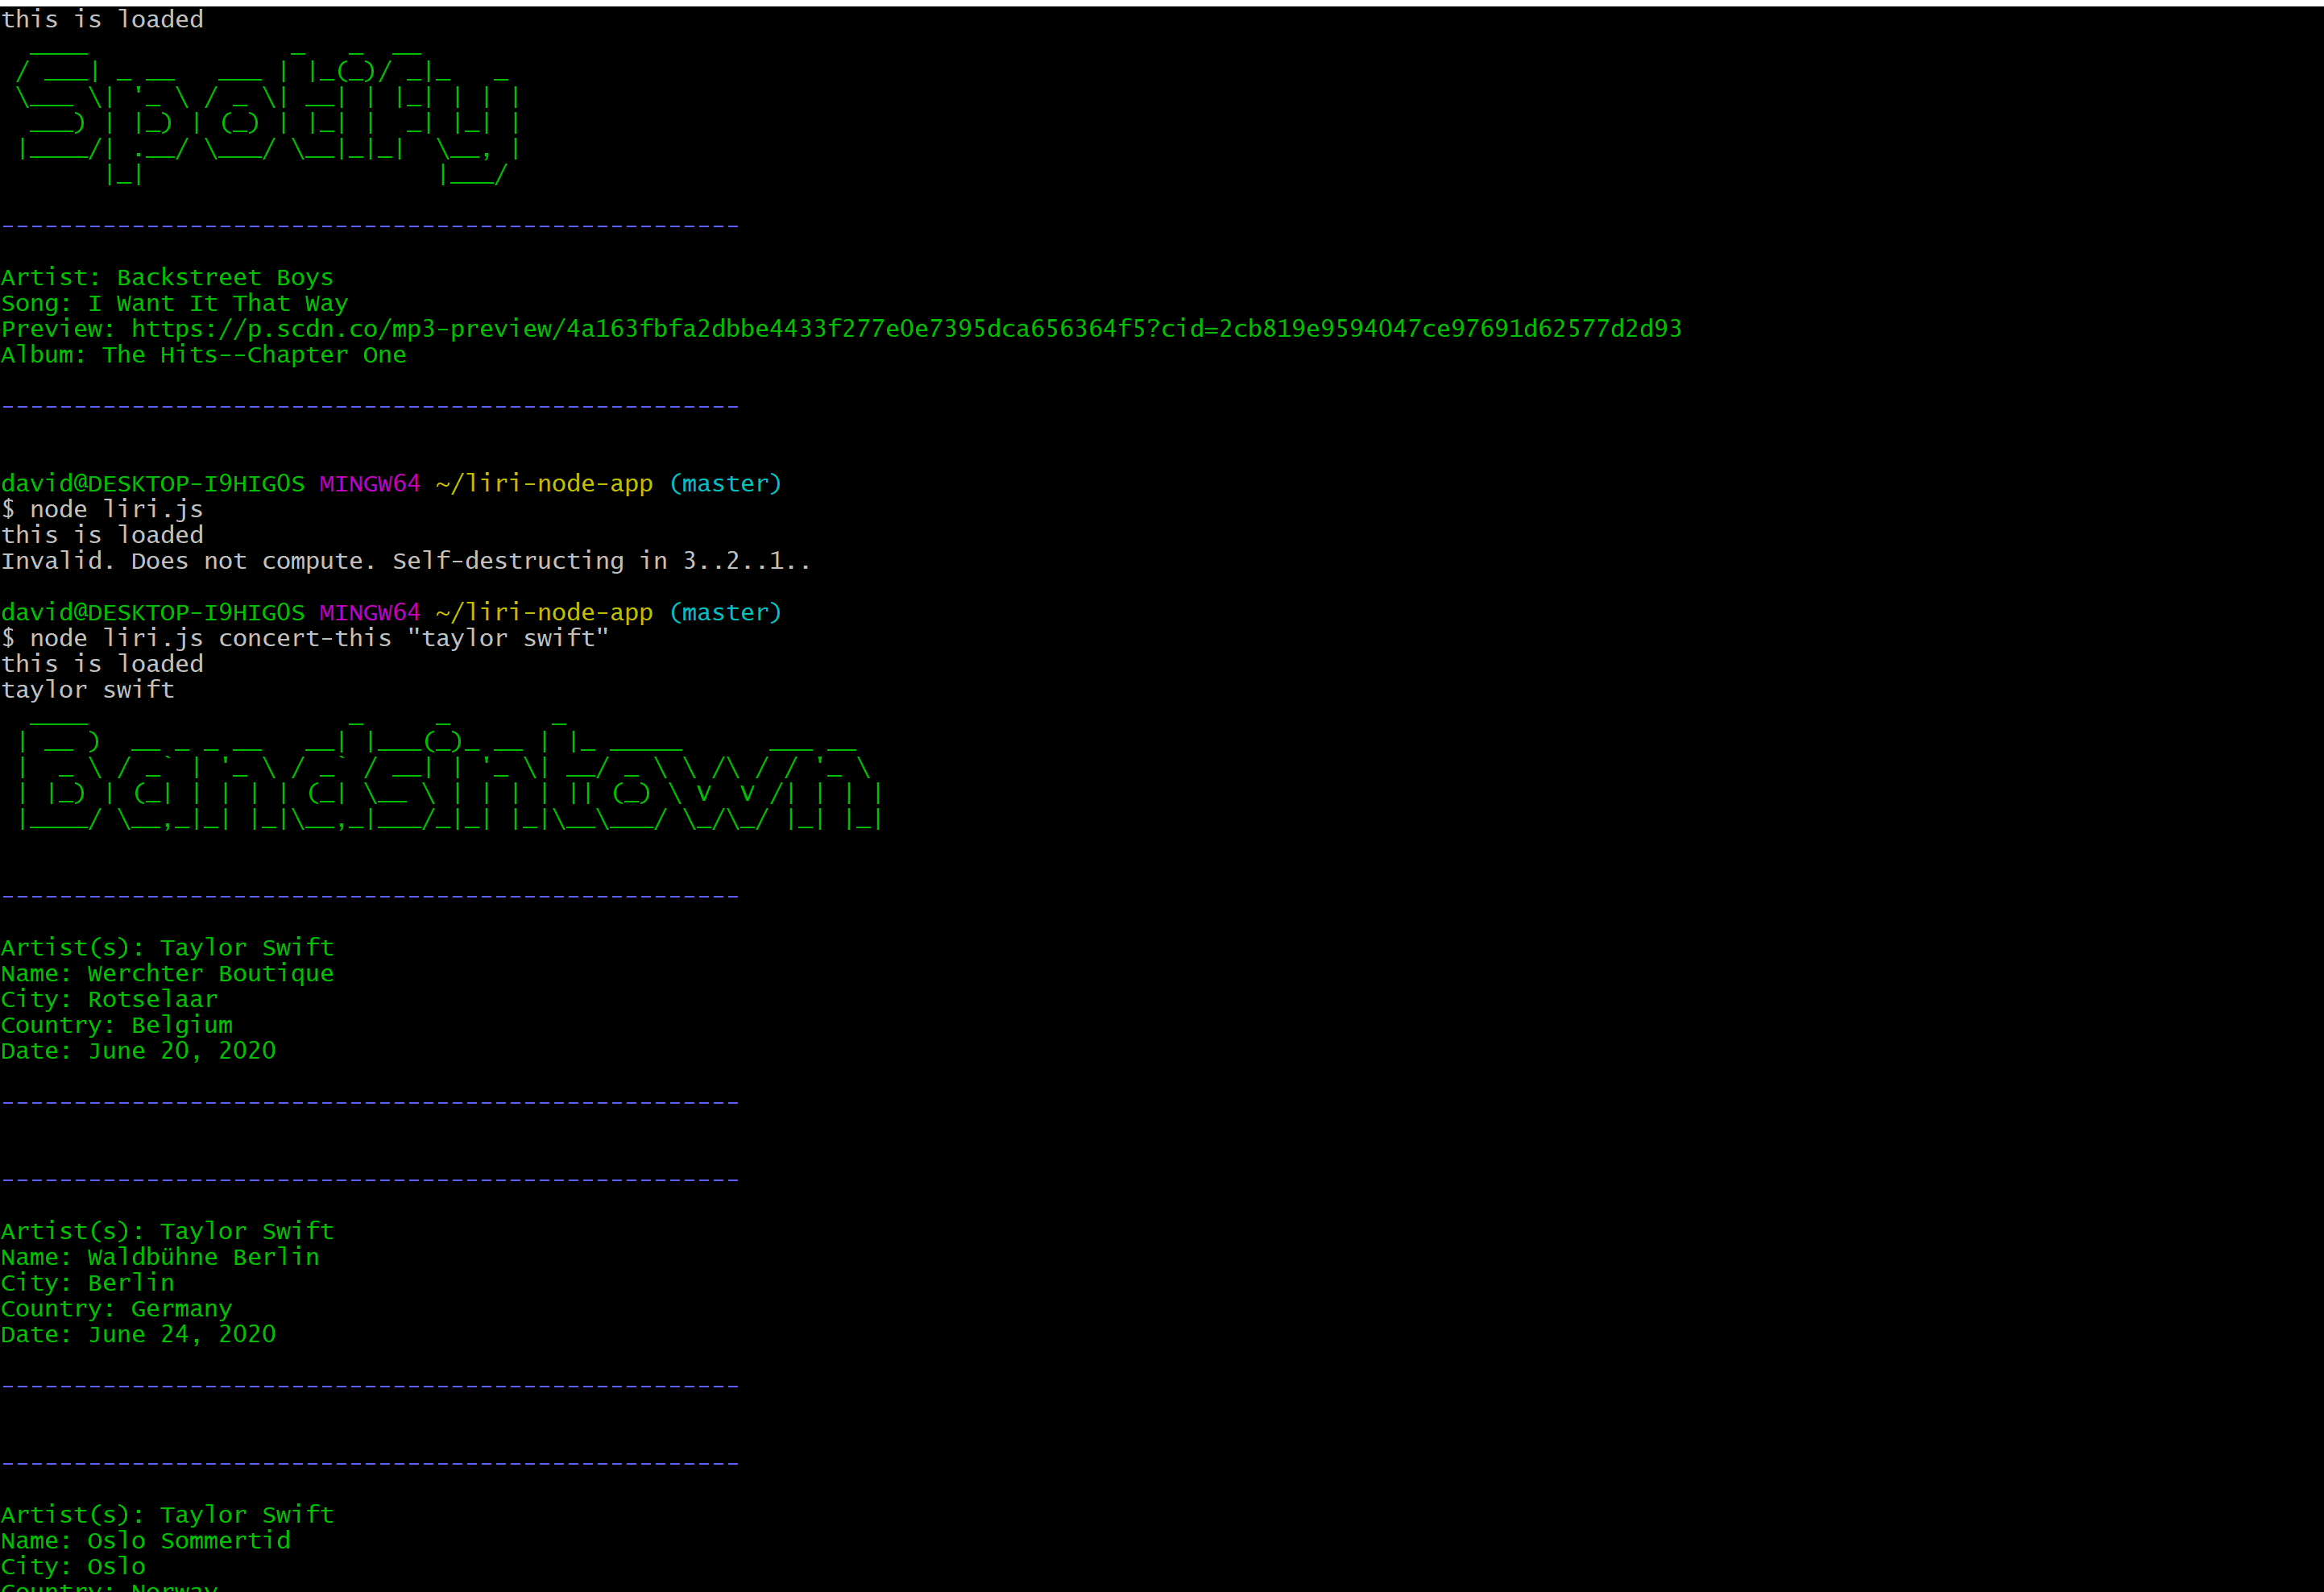 this is loaded
Spotify
--------------------------------------------------
Artist: Backstreet Boys
Song: I Want It That Way
Preview: https://p.scdn.co/mp3-preview/4a163fbfa2dbbe4433f277e0e7395dca656364f5?cid=2cb819e9594047ce97691d62577d2d93
Album: The Hits--Chapter One
--------------------------------------------------
david@DESKTOP-I9HIG0S MINGW64 ~/liri-node-app (master)
$ node liri.js
this is loaded
Invalid. Does not compute. Self-destructing in 3..2..1..
david@DESKTOP-I9HIG0S MINGW64 ~/liri-node-app (master)
$ node liri.js concert-this "taylor swift"
this is loaded
taylor swift
Bandsintown
--------------------------------------------------
Artist(s): Taylor Swift
Name: Werchter Boutique
City: Rotselaar
Country: Belgium
Date: June 20, 2020
--------------------------------------------------
--------------------------------------------------
Artist(s): Taylor Swift
Name: Waldbühne Berlin
City: Berlin
Country: Germany
Date: June 24, 2020
--------------------------------------------------
--------------------------------------------------
Artist(s): Taylor Swift
Name: Oslo Sommertid
City: Oslo
Country: Norway